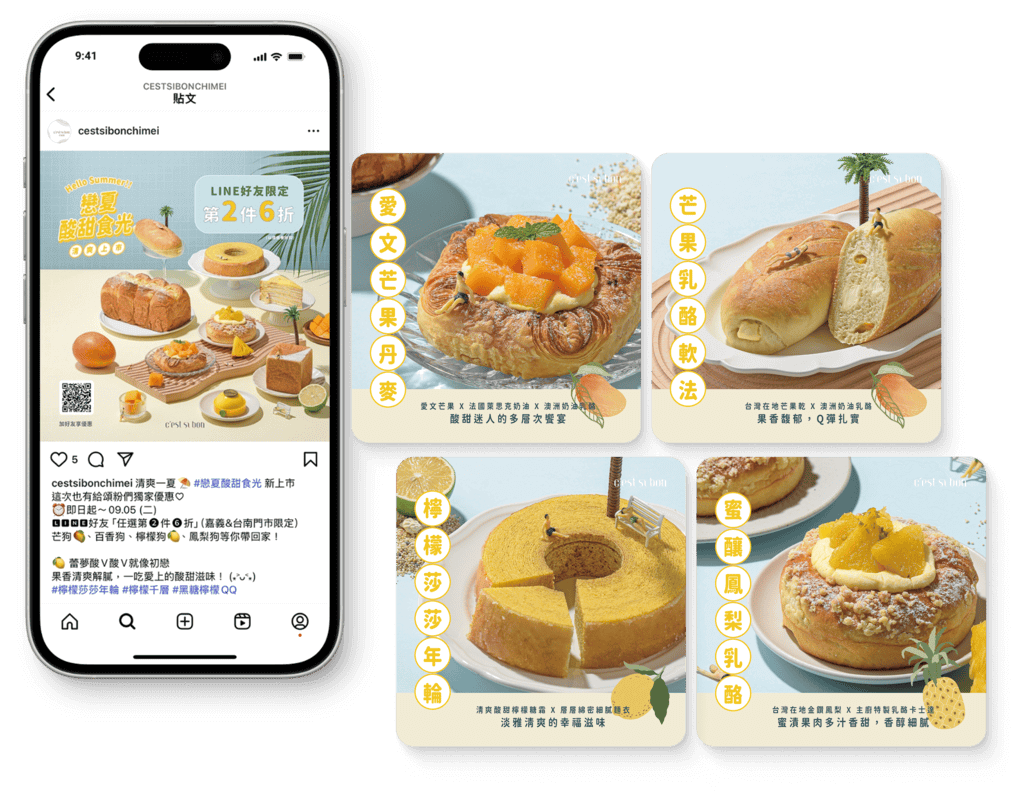 9:41
CESTSIBONCHIMEI
貼文
cestsibonchimei
Hello Summer!!
戀夏
酸甜食光
清爽上市
LINE好友限定
第2件6折
加好友享優惠
c'est si bon
5
cestsibonchimei 清爽一夏 #戀夏酸甜食光 新上市
這次也有給頌粉們獨家優惠♡
⏰即日起～09.05 (二)
LINE好友「任選第❷件❻折」(嘉義&台南門市限定)
芒狗🥭、百香狗、檸檬狗🍋、鳳梨狗等你帶回家！
🍋 蕾夢酸V酸V就像初戀
果香清爽解膩，一吃愛上的酸甜滋味！(｡ᵔᴗᵔ｡)
#檸檬莎莎年輪 #檸檬千層 #黑糖檸檬QQ
c'est si bon
愛文芒果丹麥
愛文芒果 X 法國萊思克奶油 X 澳洲奶油乳酪
酸甜迷人的多層次饗宴
c'est si bon
芒果乳酪軟法
台灣在地芒果乾 X 澳洲奶油乳酪
果香馥郁，Q彈扎實
c'est si bon
檸檬莎莎年輪
清爽酸甜檸檬糖霜 X 層層綿密細膩麵衣
淡雅清爽的幸福滋味
c'est si bon
蜜釀鳳梨乳酪
台灣在地金鑽鳳梨 X 主廚特製乳酪卡士達
蜜漬果肉多汁香甜，香醇細膩